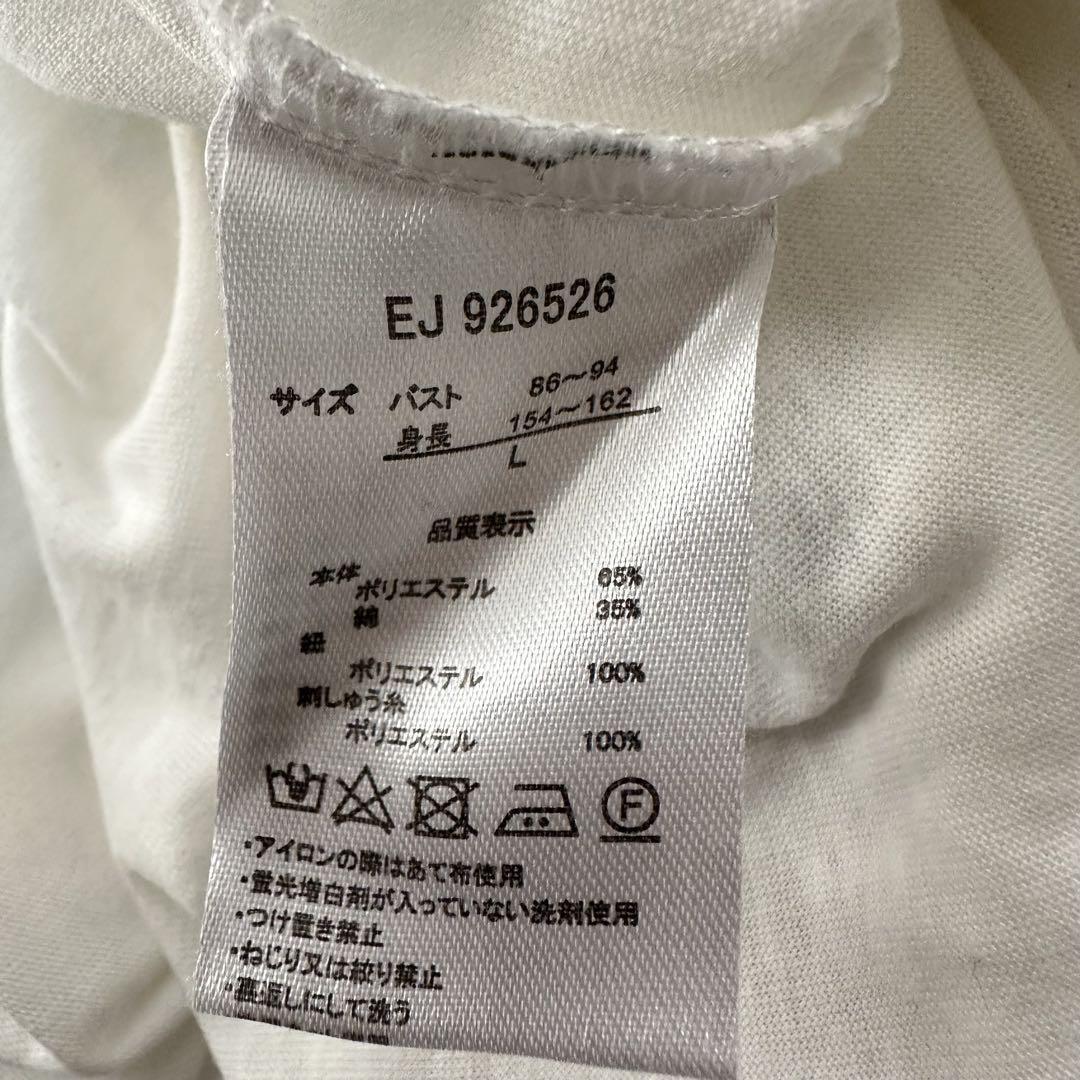 EJ 926526
サイズ バスト 86～94
身長 154～162
L
品質表示
本体
ポリエステル 65%
綿 35%
紐
ポリエステル 100%
刺しゅう糸
ポリエステル 100%
F
・アイロンの際はあて布使用
・蛍光増白剤が入っていない洗剤使用
・つけ置き禁止
・ねじり又は絞り禁止
・裏返しにして洗う